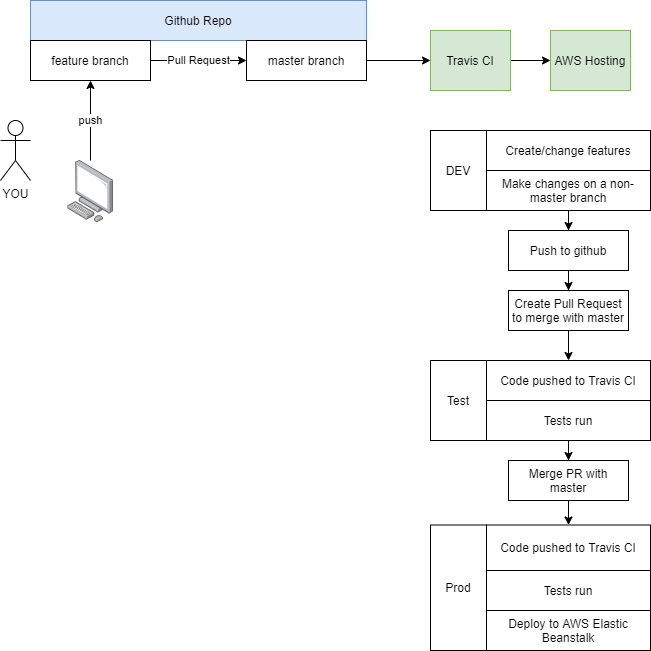 Github Repo
feature branch
Pull Request
master branch
Travis CI
AWS Hosting
push
YOU
DEV
Create/change features
Make changes on a non-
master branch
Push to github
Create Pull Request
to merge with master
Test
Code pushed to Travis CI
Tests run
Merge PR with
master
Prod
Code pushed to Travis CI
Tests run
Deploy to AWS Elastic
Beanstalk